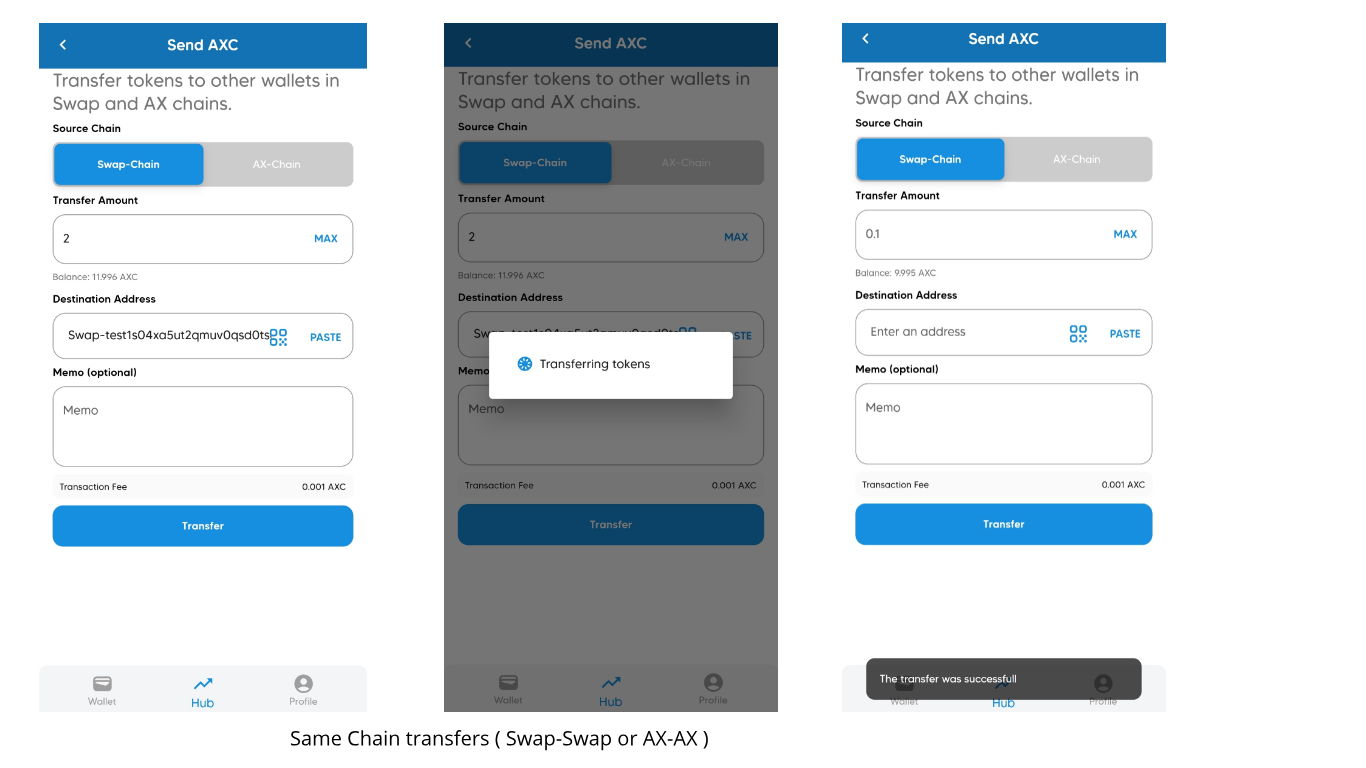 Send AXC
Transfer tokens to other wallets in
Swap and AX chains.
Source Chain
Swap-Chain AX-Chain
Transfer Amount
2 MAX
Balance: 11.996 AXC
Destination Address
Swap-test1s04xa5ut2qmuv0qsd0ts PASTE
Memo (optional)
Memo
Transaction Fee 0.001 AXC
Transfer
Wallet Hub Profile
Send AXC
Transfer tokens to other wallets in
Swap and AX chains.
Source Chain
Swap-Chain AX-Chain
Transfer Amount
2 MAX
Balance: 11.996 AXC
Destination Address
Transferring tokens
Memo
Transaction Fee 0.001 AXC
Transfer
Wallet Hub Profile
Send AXC
Transfer tokens to other wallets in
Swap and AX chains.
Source Chain
Swap-Chain AX-Chain
Transfer Amount
0.1 MAX
Balance: 9.995 AXC
Destination Address
Enter an address PASTE
Memo (optional)
Memo
Transaction Fee 0.001 AXC
Transfer
The transfer was successfull
Wallet Hub Profile
Same Chain transfers ( Swap-Swap or AX-AX )